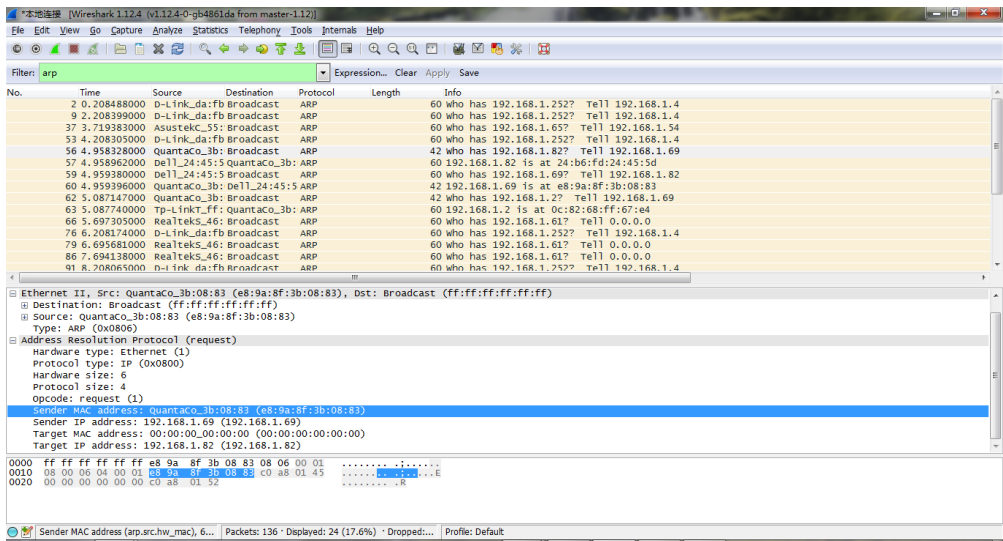 *本地连接 [Wireshark 1.12.4 (v1.12.4-0-gb4861da from master-1.12)]
File Edit View Go Capture Analyze Statistics Telephony Tools Internals Help
Filter: arp Expression... Clear Apply Save
No. Time Source Destination Protocol Length Info
2 0.208488000 D-Link_da:fb Broadcast ARP 60 Who has 192.168.1.252? Tell 192.168.1.4
9 2.208399000 D-Link_da:fb Broadcast ARP 60 Who has 192.168.1.252? Tell 192.168.1.4
37 3.719383000 AsustekC_55: Broadcast ARP 60 Who has 192.168.1.65? Tell 192.168.1.54
53 4.208305000 D-Link_da:fb Broadcast ARP 60 Who has 192.168.1.252? Tell 192.168.1.4
56 4.958328000 QuantaCo_3b: Broadcast ARP 42 Who has 192.168.1.82? Tell 192.168.1.69
57 4.958962000 Dell_24:45:5 QuantaCo_3b: ARP 60 192.168.1.82 is at 24:b6:fd:24:45:5d
59 4.959380000 Dell_24:45:5 Broadcast ARP 60 Who has 192.168.1.69? Tell 192.168.1.82
60 4.959396000 QuantaCo_3b: Dell_24:45:5 ARP 42 192.168.1.69 is at e8:9a:8f:3b:08:83
62 5.087147000 QuantaCo_3b: Broadcast ARP 42 Who has 192.168.1.2? Tell 192.168.1.69
63 5.087740000 Tp-LinkT_ff: QuantaCo_3b: ARP 60 192.168.1.2 is at 0c:82:68:ff:67:e4
66 5.697305000 RealtekS_46: Broadcast ARP 60 Who has 192.168.1.61? Tell 0.0.0.0
76 6.208174000 D-Link_da:fb Broadcast ARP 60 Who has 192.168.1.252? Tell 192.168.1.4
79 6.695681000 RealtekS_46: Broadcast ARP 60 Who has 192.168.1.61? Tell 0.0.0.0
86 7.694138000 RealtekS_46: Broadcast ARP 60 Who has 192.168.1.61? Tell 0.0.0.0
91 8.208065000 D-Link_da:fb Broadcast ARP 60 Who has 192.168.1.252? Tell 192.168.1.4
Ethernet II, Src: QuantaCo_3b:08:83 (e8:9a:8f:3b:08:83), Dst: Broadcast (ff:ff:ff:ff:ff:ff)
Destination: Broadcast (ff:ff:ff:ff:ff:ff)
Source: QuantaCo_3b:08:83 (e8:9a:8f:3b:08:83)
Type: ARP (0x0806)
Address Resolution Protocol (request)
Hardware type: Ethernet (1)
Protocol type: IP (0x0800)
Hardware size: 6
Protocol size: 4
Opcode: request (1)
Sender MAC address: QuantaCo_3b:08:83 (e8:9a:8f:3b:08:83)
Sender IP address: 192.168.1.69 (192.168.1.69)
Target MAC address: 00:00:00_00:00:00 (00:00:00:00:00:00)
Target IP address: 192.168.1.82 (192.168.1.82)
0000 ff ff ff ff ff ff e8 9a 8f 3b 08 83 08 06 00 01 .........;......
0010 08 00 06 04 00 01 e8 9a 8f 3b 08 83 c0 a8 01 45 .........;.....E
0020 00 00 00 00 00 00 c0 a8 01 52 .........R
Sender MAC address (arp.src.hw_mac), 6... Packets: 136 · Displayed: 24 (17.6%) · Dropped:... Profile: Default